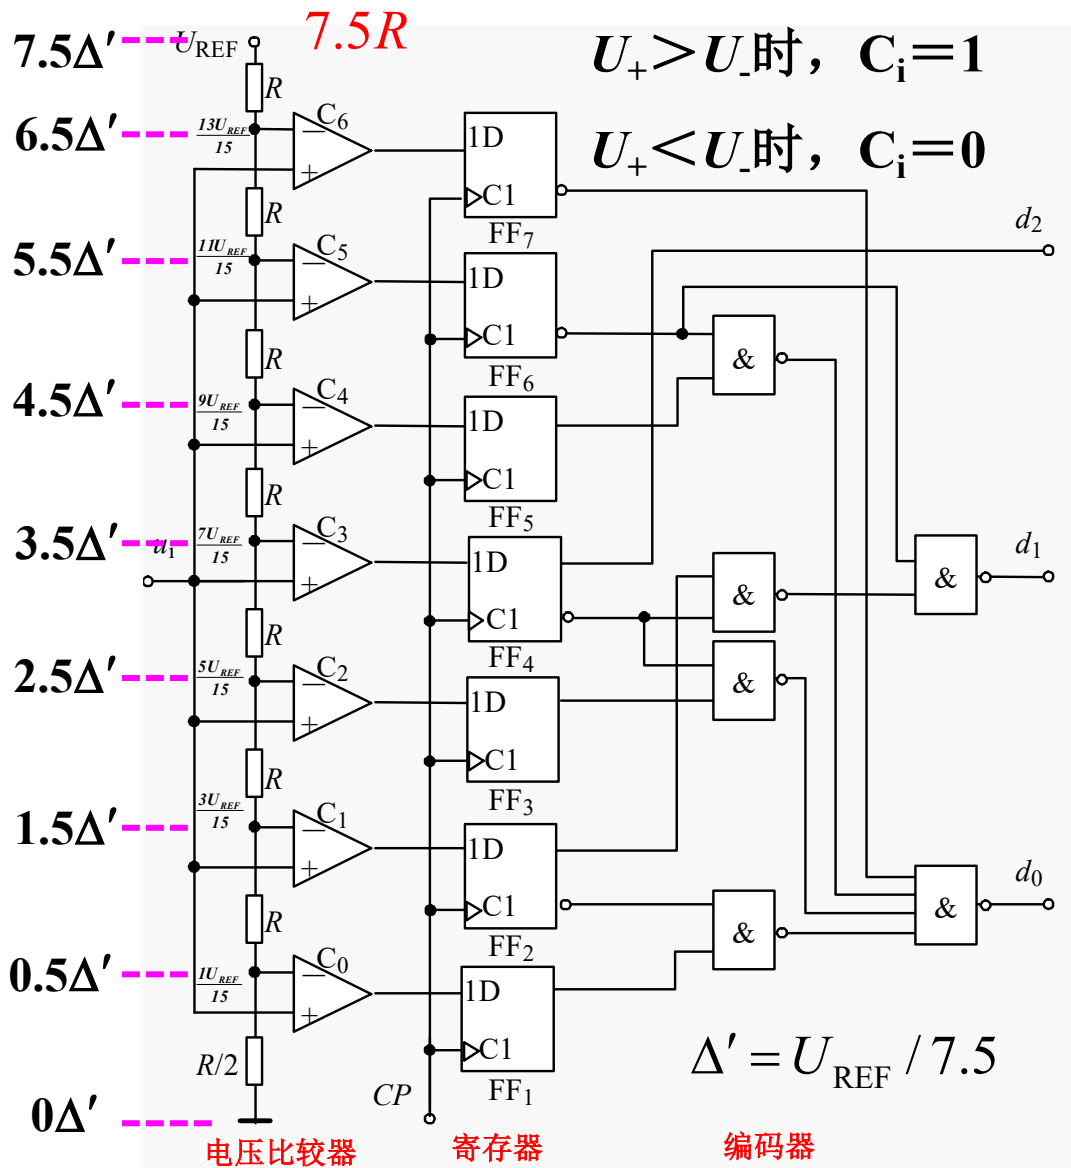 7.5R
7.5Δ′
U_REF
U₊＞U₋时，C_i＝1
U₊＜U₋时，C_i＝0
R
6.5Δ′
13U_REF/15
−
+
C₆
1D
C1
FF₇
d₂
R
5.5Δ′
11U_REF/15
−
+
C₅
1D
C1
FF₆
&
R
4.5Δ′
9U_REF/15
−
+
C₄
1D
C1
FF₅
R
3.5Δ′
u_i
7U_REF/15
−
+
C₃
1D
C1
FF₄
&
&
d₁
R
2.5Δ′
5U_REF/15
−
+
C₂
1D
C1
FF₃
&
R
1.5Δ′
3U_REF/15
−
+
C₁
1D
C1
FF₂
&
&
d₀
R
0.5Δ′
1U_REF/15
−
+
C₀
1D
C1
FF₁
R/2
CP
Δ′＝U_REF / 7.5
0Δ′
电压比较器
寄存器
编码器